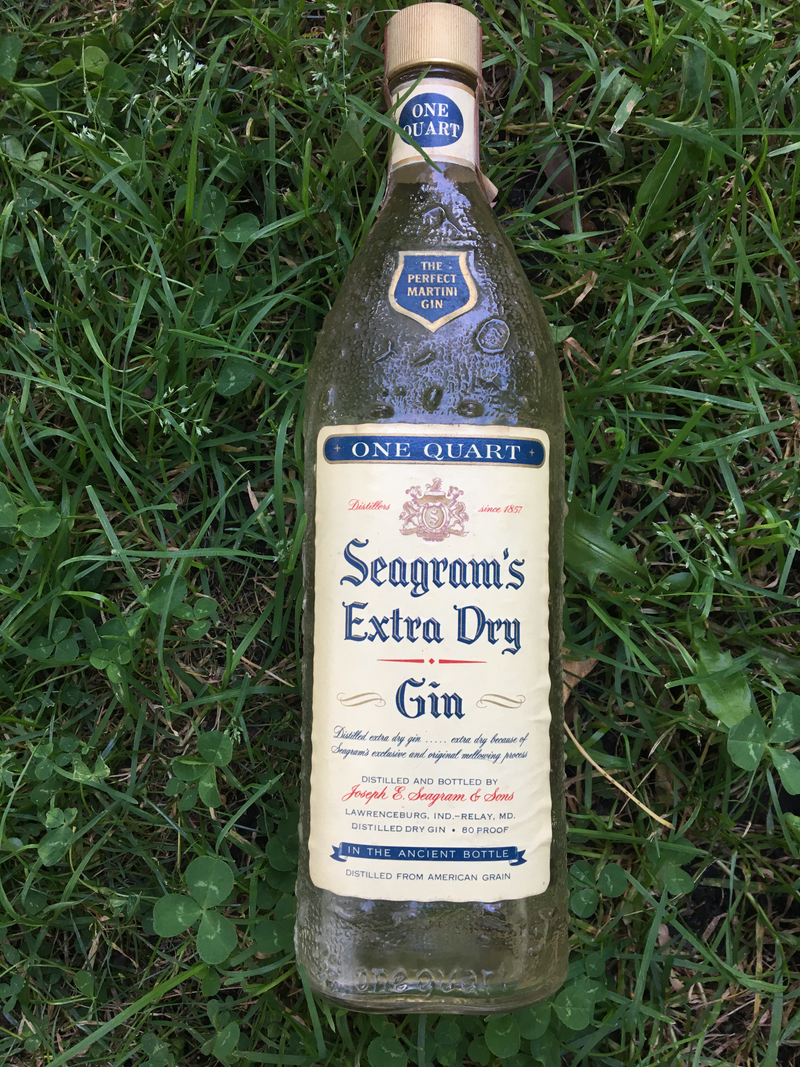 ONE
QUART
THE
PERFECT
MARTINI
GIN
ONE QUART
Distillers since 1857
Seagram's
Extra Dry
Gin
Distilled extra dry gin ..... extra dry because of
Seagram's exclusive and original mellowing process
DISTILLED AND BOTTLED BY
Joseph E. Seagram & Sons
LAWRENCEBURG, IND.–RELAY, MD.
DISTILLED DRY GIN • 80 PROOF
IN THE ANCIENT BOTTLE
DISTILLED FROM AMERICAN GRAIN
one quart